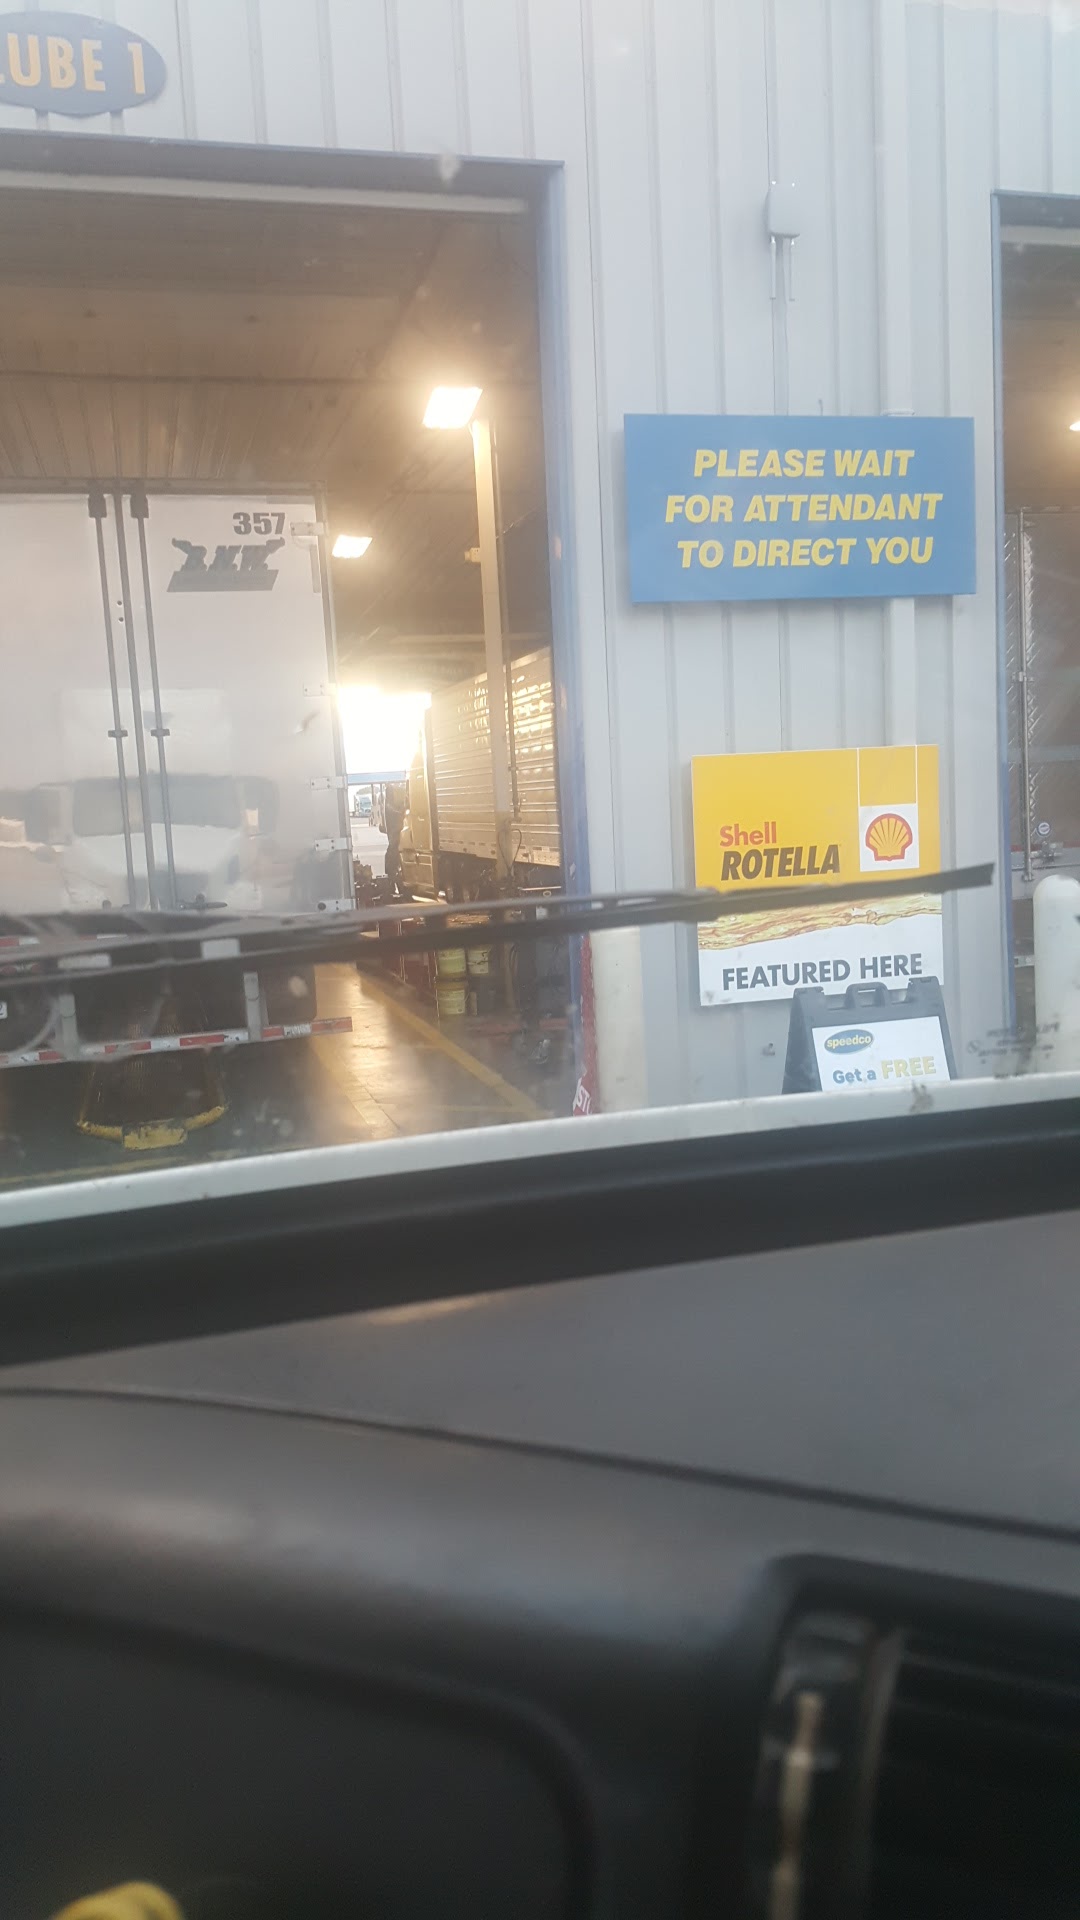 LUBE 1
PLEASE WAIT
FOR ATTENDANT
TO DIRECT YOU
357
Shell
ROTELLA
FEATURED HERE
speedco
Get a FREE